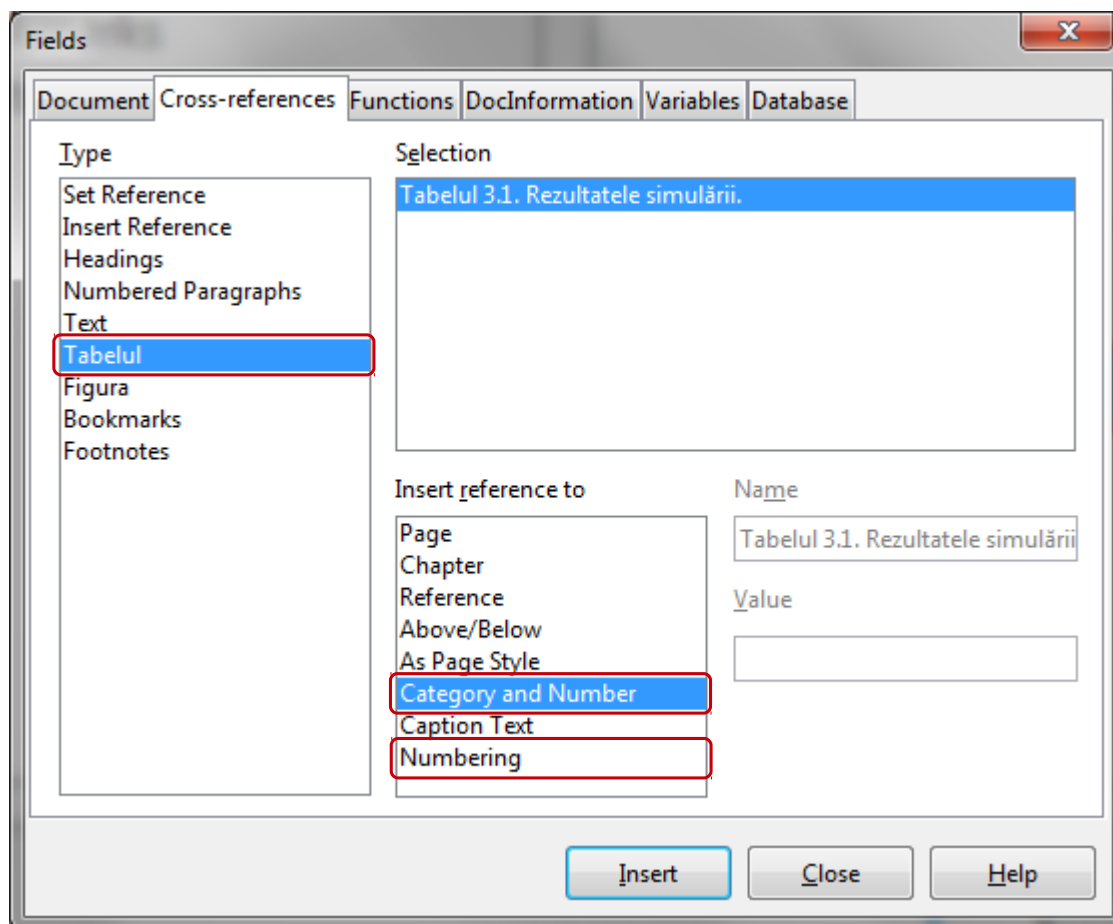 Fields
Document Cross-references Functions DocInformation Variables Database
Type
Set Reference
Insert Reference
Headings
Numbered Paragraphs
Text
Tabelul
Figura
Bookmarks
Footnotes
Selection
Tabelul 3.1. Rezultatele simulării.
Insert reference to
Page
Chapter
Reference
Above/Below
As Page Style
Category and Number
Caption Text
Numbering
Name
Tabelul 3.1. Rezultatele simulării
Value
Insert Close Help